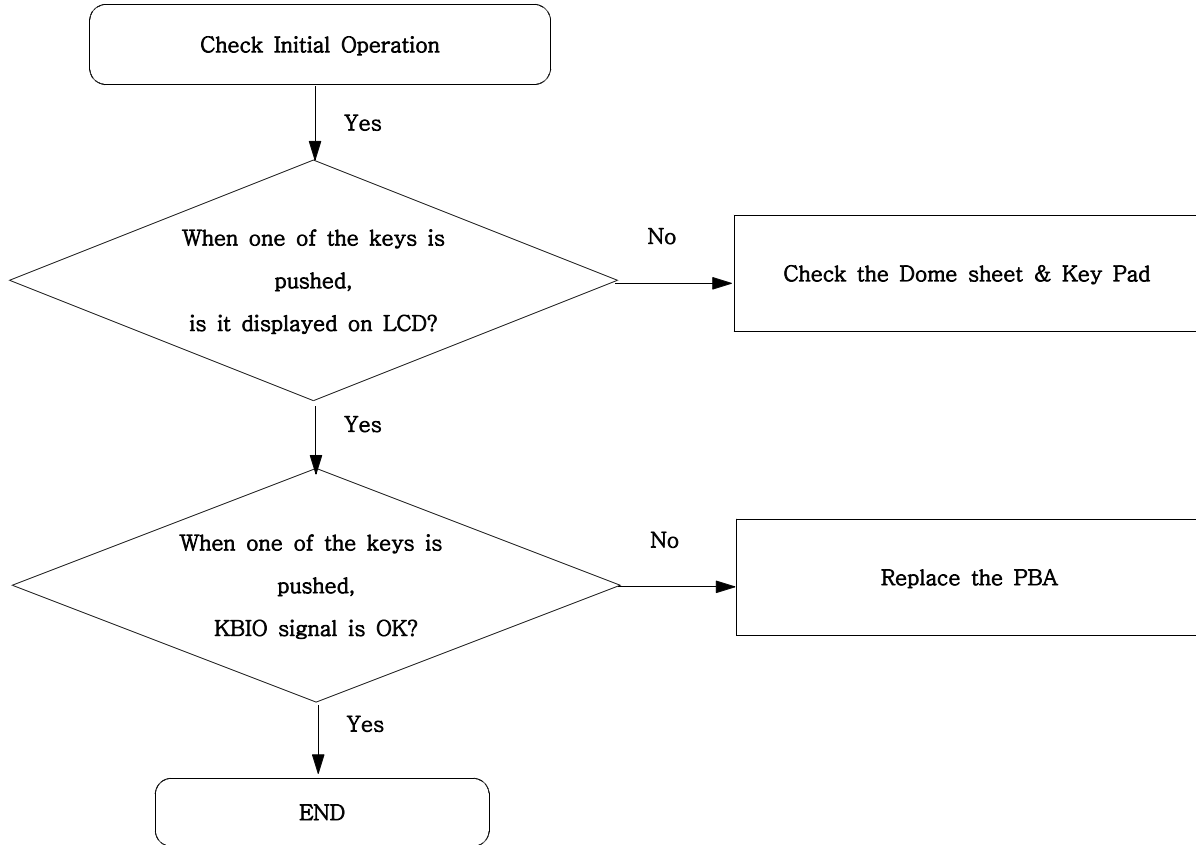 Check Initial Operation
Yes
When one of the keys is
pushed,
is it displayed on LCD?
No
Check the Dome sheet & Key Pad
Yes
When one of the keys is
pushed,
KBIO signal is OK?
No
Replace the PBA
Yes
END